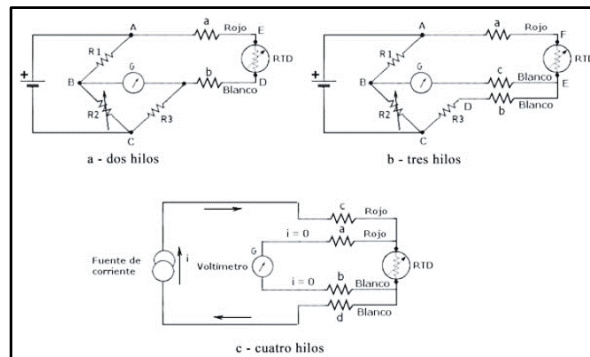 A a Rojo E
R1
B G RTD
b D
Blanco
R2 R3
C
a - dos hilos
A a Rojo F
R1
B G c Blanco RTD
E
D
R2 R3 b Blanco
C
b - tres hilos
c Rojo
i = 0 a Rojo
Fuente de corriente
i
Voltímetro G
RTD
i = 0 b Blanco
d Blanco
c - cuatro hilos